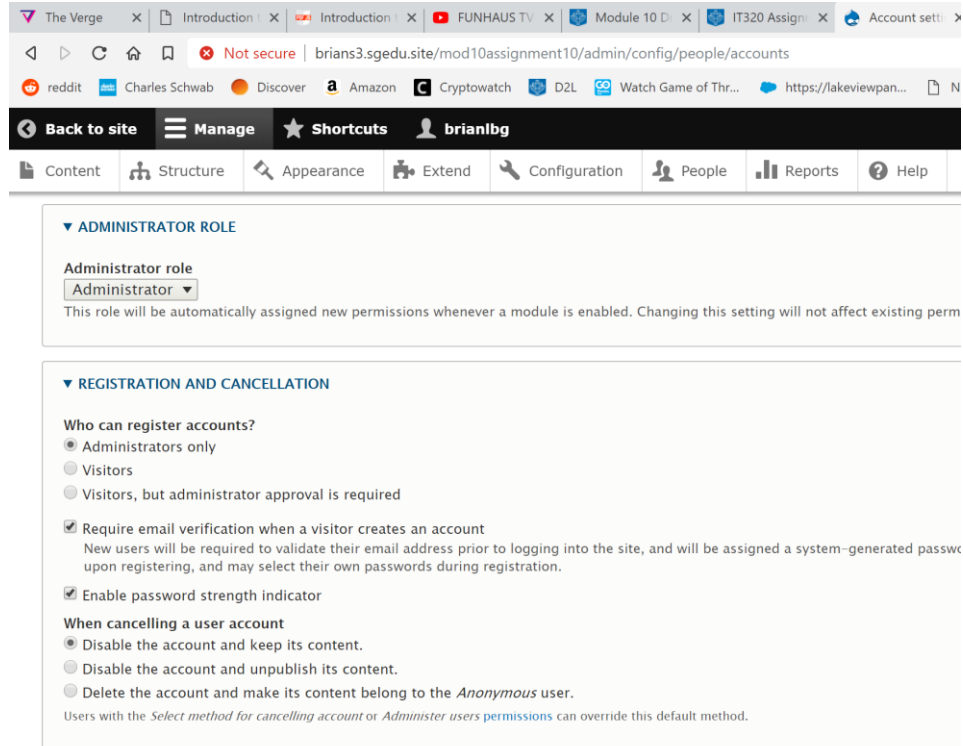 The Verge Introduction t FUNHAUS TV Module 10 D IT320 Assign Account setti
Not secure | brians3.sgedu.site/mod10assignment10/admin/config/people/accounts
reddit Charles Schwab Discover Amazon Cryptowatch D2L Watch Game of Thr... https://lakeviewpan... N
Back to site Manage Shortcuts brianlbg
Content Structure Appearance Extend Configuration People Reports Help
ADMINISTRATOR ROLE
Administrator role
Administrator
This role will be automatically assigned new permissions whenever a module is enabled. Changing this setting will not affect existing perm
REGISTRATION AND CANCELLATION
Who can register accounts?
Administrators only
Visitors
Visitors, but administrator approval is required
Require email verification when a visitor creates an account
New users will be required to validate their email address prior to logging into the site, and will be assigned a system-generated passwo
upon registering, and may select their own passwords during registration.
Enable password strength indicator
When cancelling a user account
Disable the account and keep its content.
Disable the account and unpublish its content.
Delete the account and make its content belong to the Anonymous user.
Users with the Select method for cancelling account or Administer users permissions can override this default method.